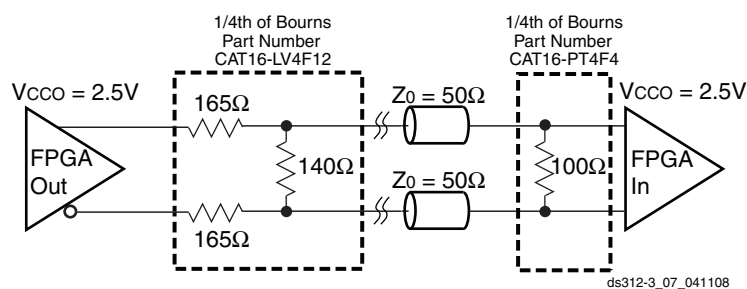 1/4th of Bourns
Part Number
CAT16-LV4F12
1/4th of Bourns
Part Number
CAT16-PT4F4
VCCO = 2.5V
165Ω
Z0 = 50Ω
VCCO = 2.5V
FPGA
Out
140Ω
100Ω
FPGA
In
165Ω
Z0 = 50Ω
ds312-3_07_041108